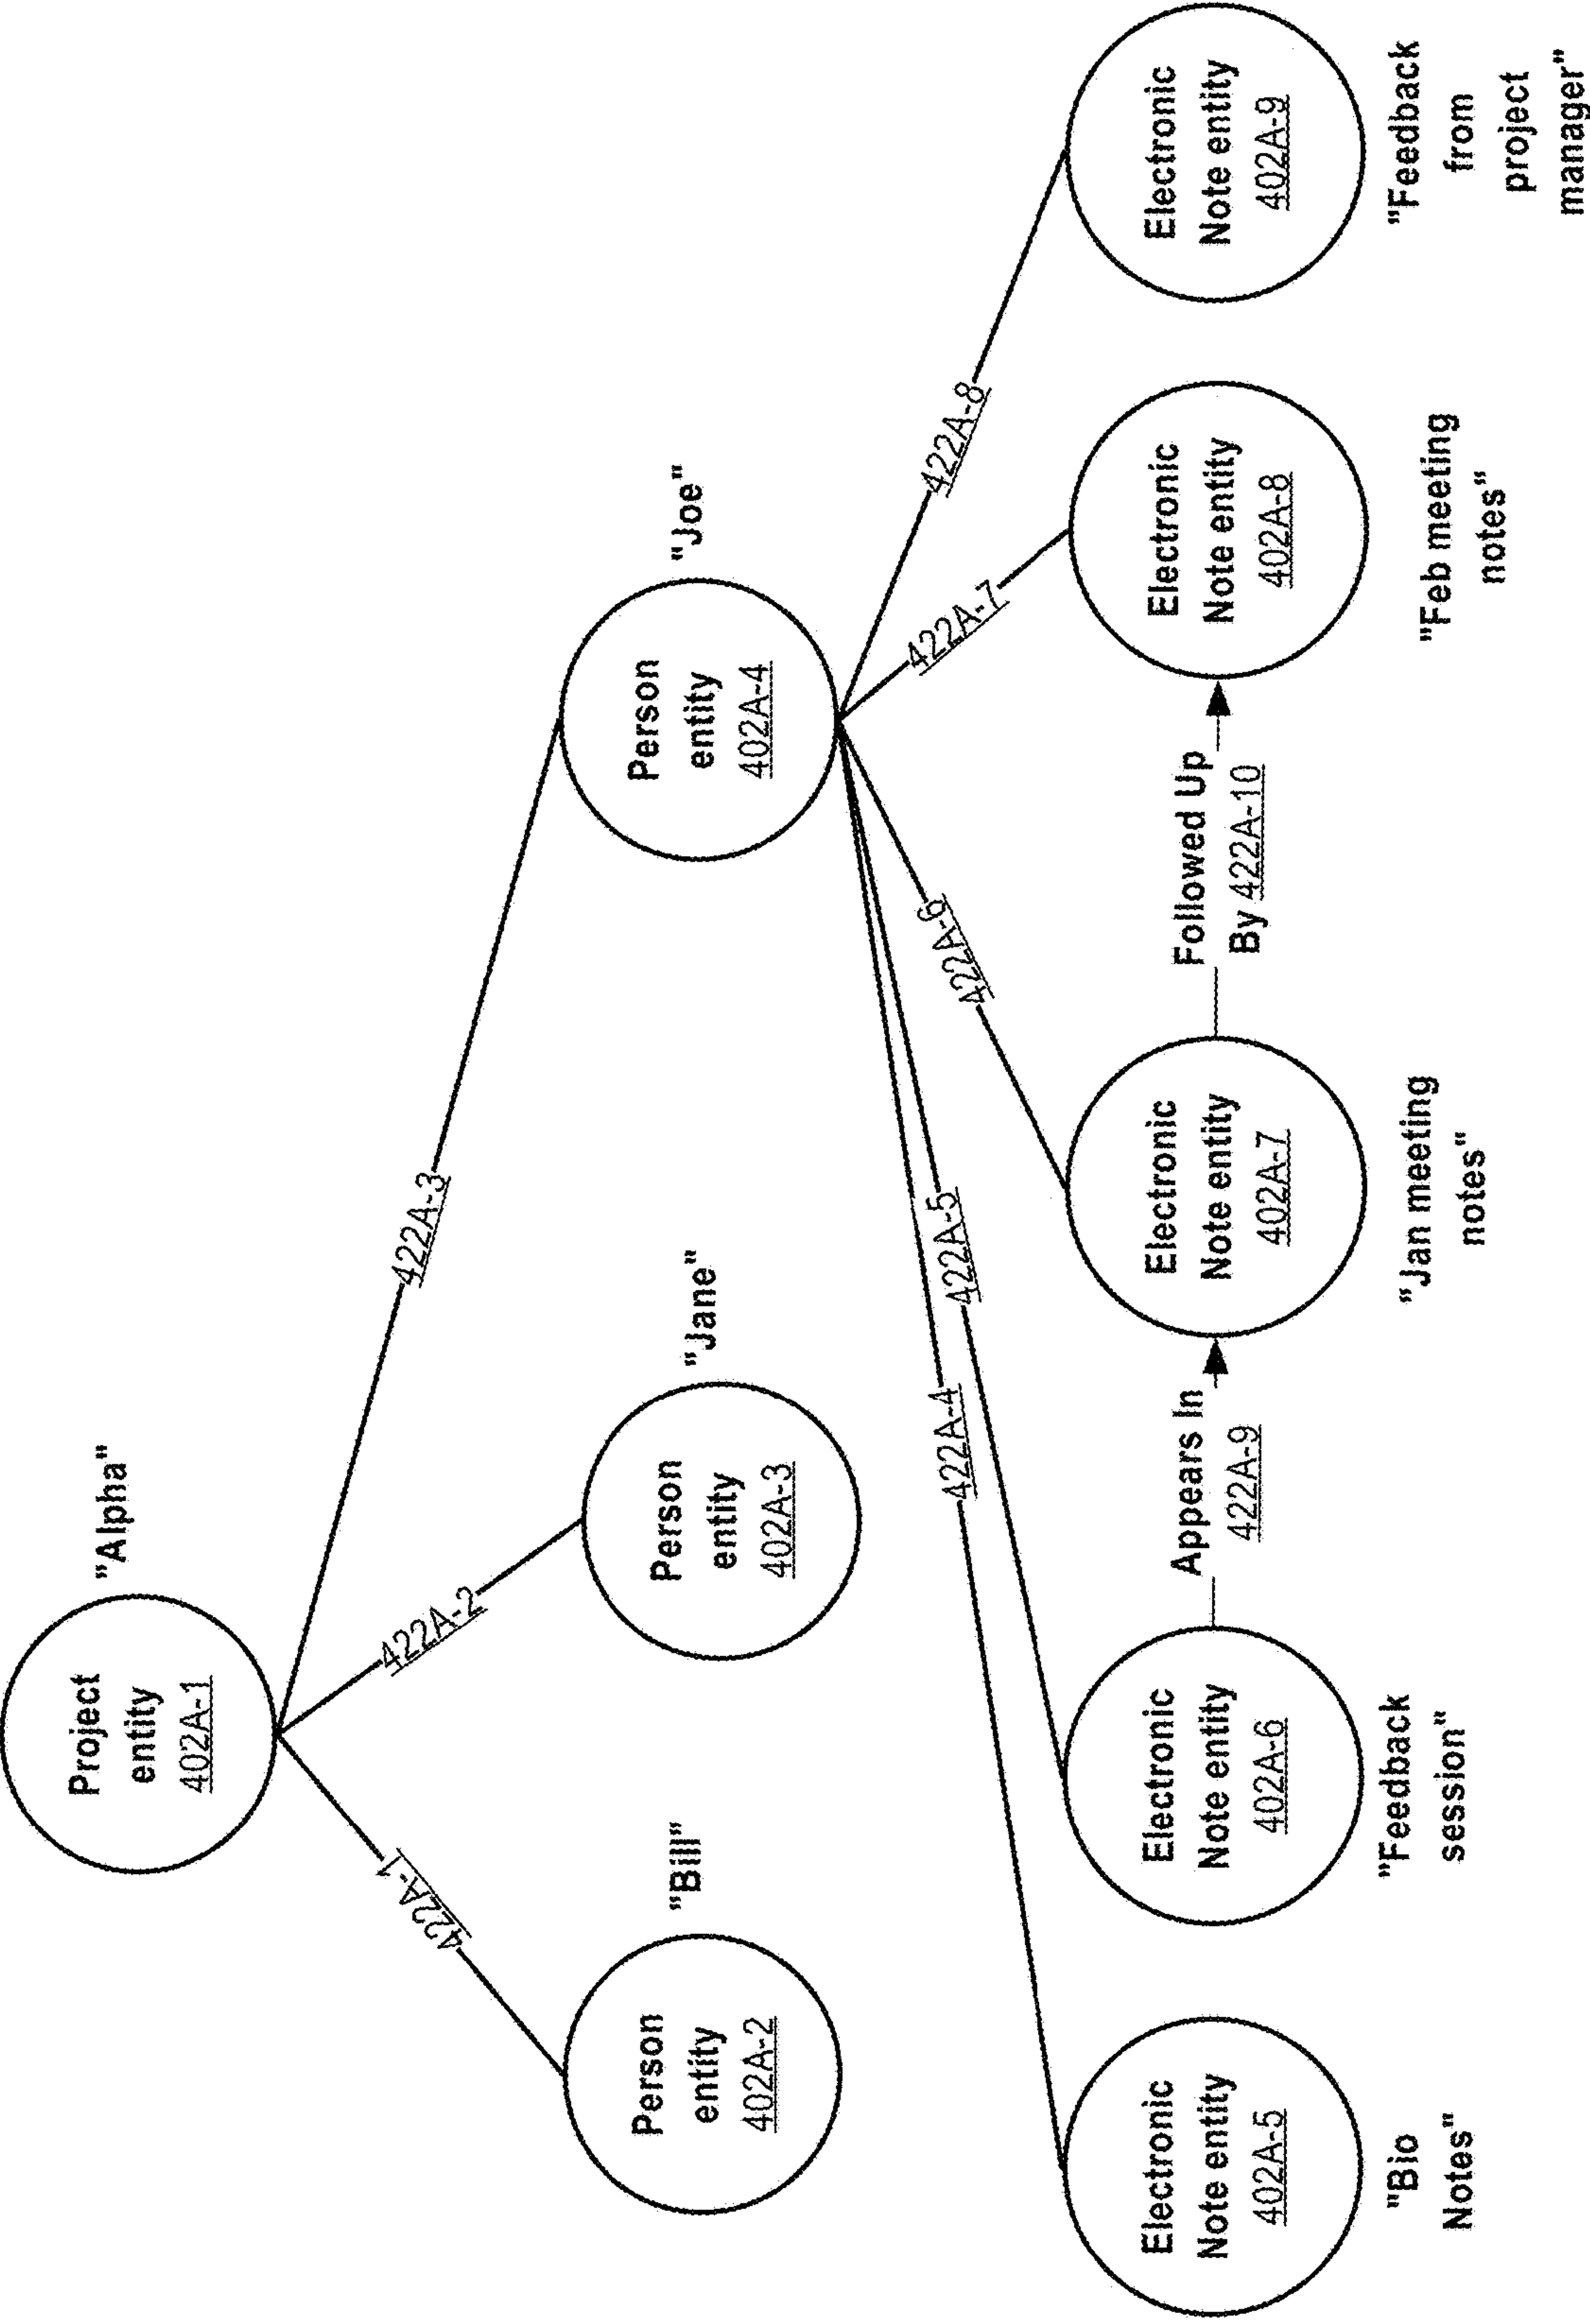 "Alpha"
Project
entity
402A-1
422A-1
422A-2
422A-3
"Bill"
Person
entity
402A-2
"Jane"
Person
entity
402A-3
"Joe"
Person
entity
402A-4
422A-4
422A-5
422A-6
422A-7
422A-8
Electronic
Note entity
402A-5
"Bio
Notes"
Electronic
Note entity
402A-6
"Feedback
session"
Appears In
422A-9
Electronic
Note entity
402A-7
"Jan meeting
notes"
Followed Up
By 422A-10
Electronic
Note entity
402A-8
"Feb meeting
notes"
Electronic
Note entity
402A-9
"Feedback
from
project
manager"